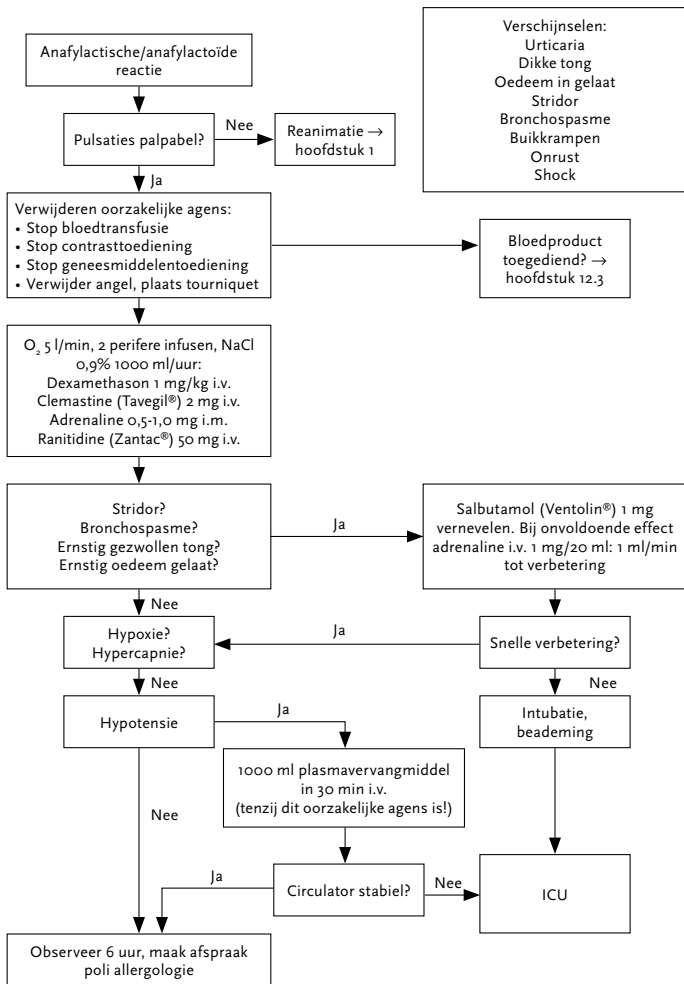 Anafylactische/anafylactoïde
reactie
Verschijnselen:
Urticaria
Dikke tong
Oedeem in gelaat
Stridor
Bronchospasme
Buikkrampen
Onrust
Shock
Pulsaties palpabel?
Nee
Reanimatie →
hoofdstuk 1
Ja
Verwijderen oorzakelijke agens:
• Stop bloedtransfusie
• Stop contrasttoediening
• Stop geneesmiddelentoediening
• Verwijder angel, plaats tourniquet
Bloedproduct
toegediend? →
hoofdstuk 12.3
O₂ 5 l/min, 2 perifere infusen, NaCl
0,9% 1000 ml/uur:
Dexamethason 1 mg/kg i.v.
Clemastine (Tavegil®) 2 mg i.v.
Adrenaline 0,5-1,0 mg i.m.
Ranitidine (Zantac®) 50 mg i.v.
Stridor?
Bronchospasme?
Ernstig gezwollen tong?
Ernstig oedeem gelaat?
Ja
Salbutamol (Ventolin®) 1 mg
vernevelen. Bij onvoldoende effect
adrenaline i.v. 1 mg/20 ml: 1 ml/min
tot verbetering
Nee
Hypoxie?
Hypercapnie?
Ja
Snelle verbetering?
Nee
Nee
Hypotensie
Ja
Intubatie,
beademing
1000 ml plasmavervangmiddel
in 30 min i.v.
(tenzij dit oorzakelijke agens is!)
Nee
Ja
Circulator stabiel?
Nee
ICU
Observeer 6 uur, maak afspraak
poli allergologie